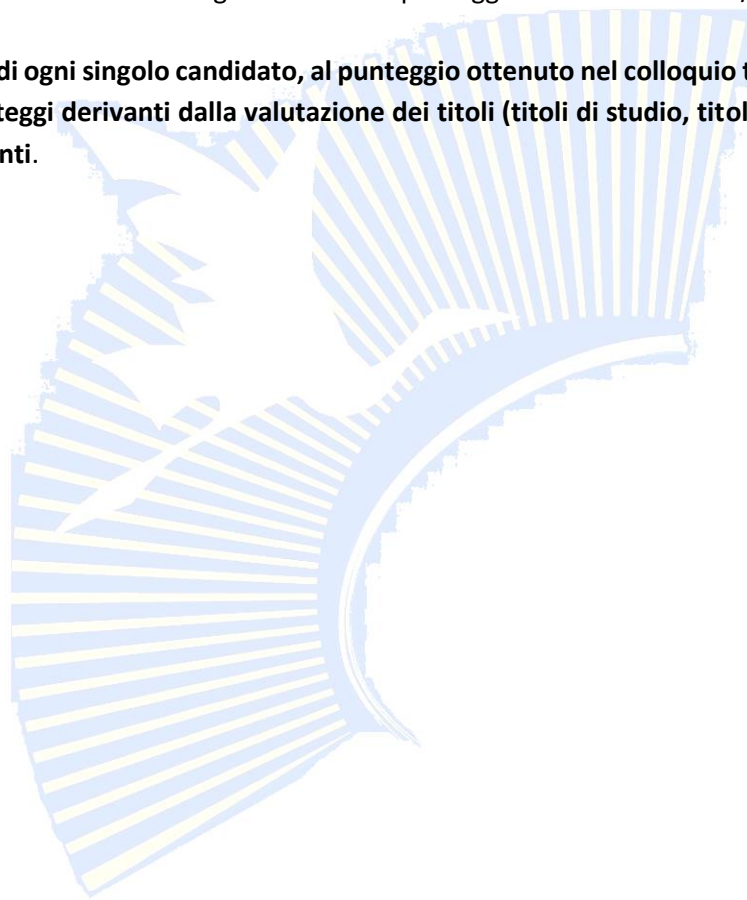 di ogni singolo candidato, al punteggio ottenuto nel colloquio
teggi derivanti dalla valutazione dei titoli (titoli di studio,
nti.